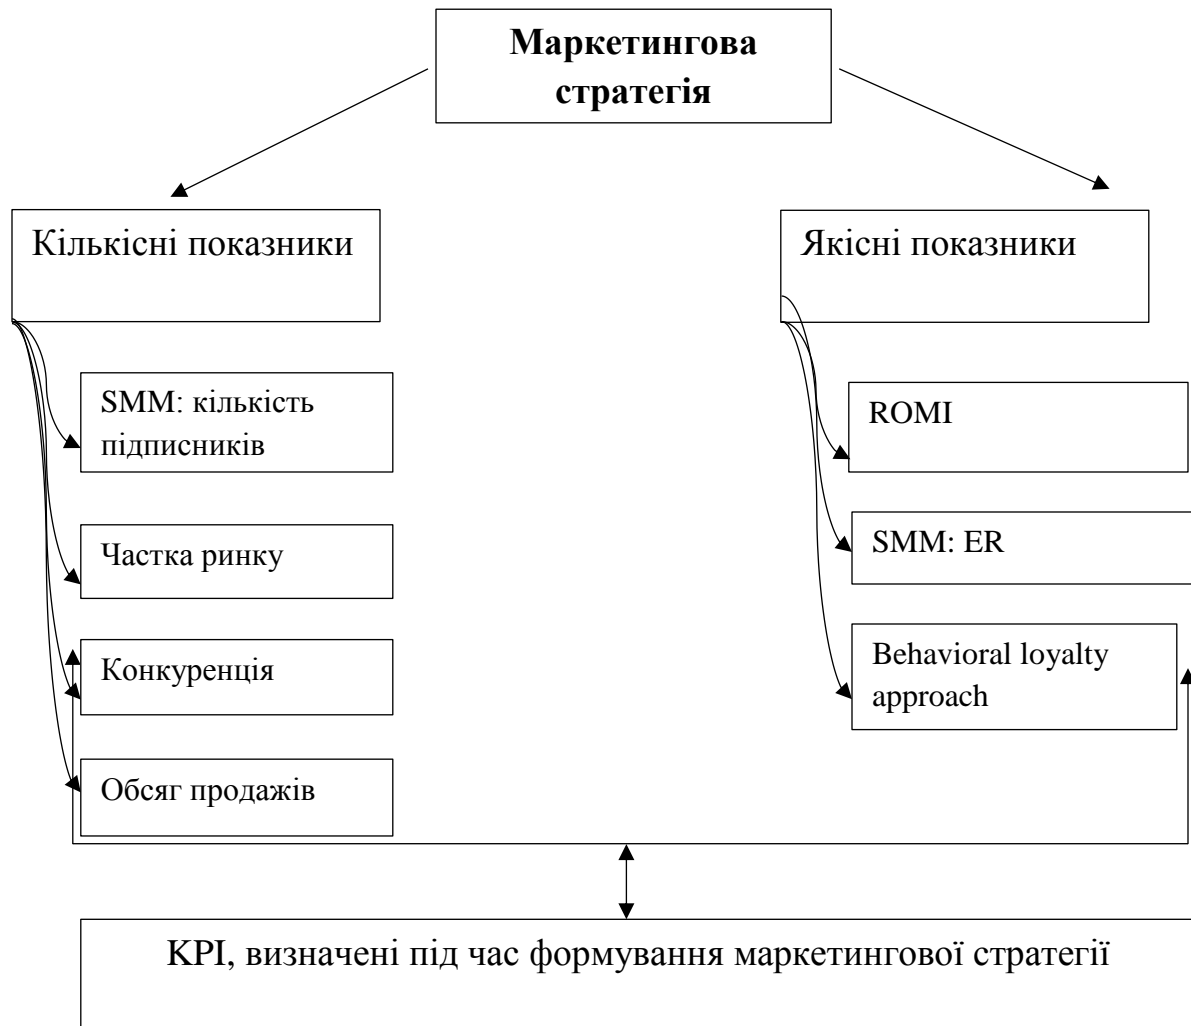 Маркетингова
стратегія
Кількісні показники
SMM: кількість
підписників
Частка ринку
Конкуренція
Обсяг продажів
Якісні показники
ROMI
SMM: ER
Behavioral loyalty
approach
KPI, визначені під час формування маркетингової стратегії